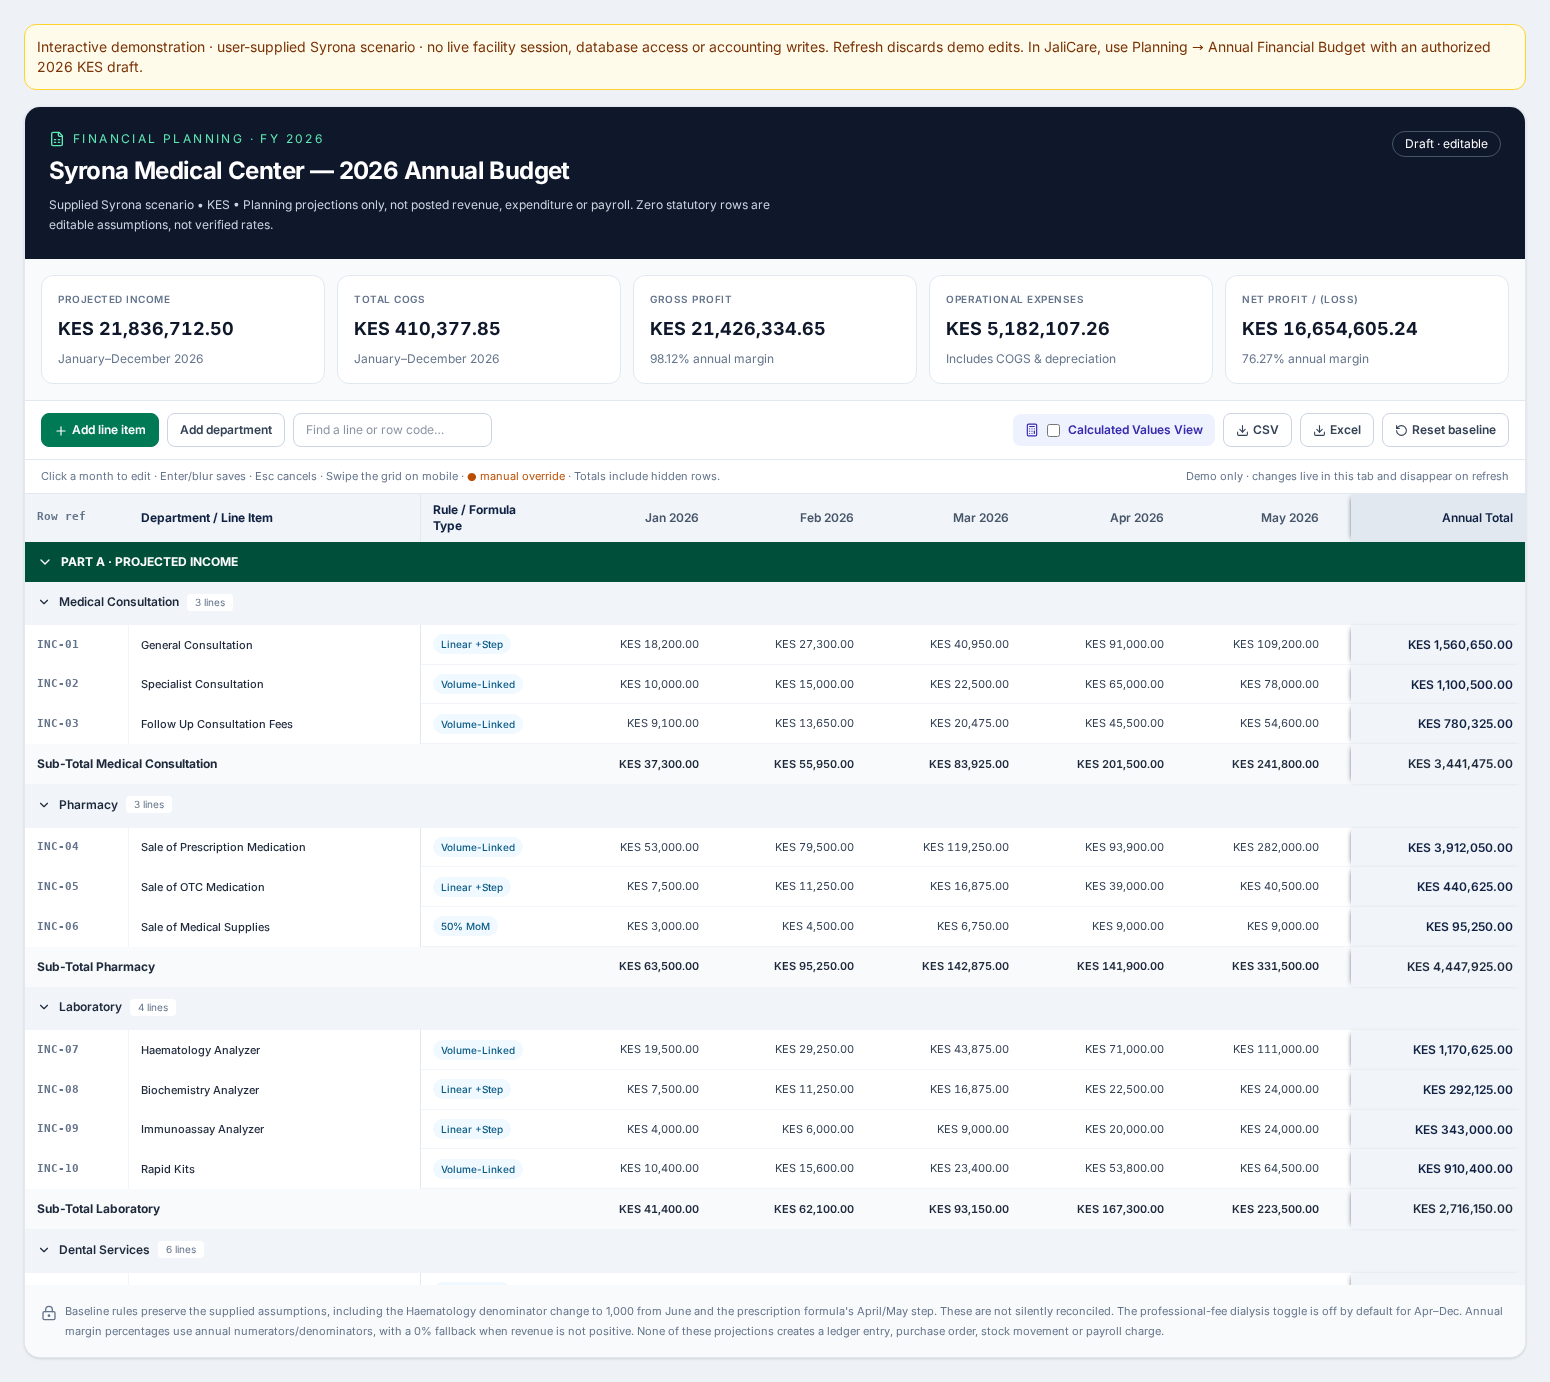 Interactive demonstration · user-supplied Syrona scenario · no live facility session, database access or accounting writes. Refresh discards demo edits. In JaliCare, use Planning → Annual Financial Budget with an authorized
2026 KES draft.
FINANCIAL PLANNING · FY 2026
Draft · editable
Syrona Medical Center — 2026 Annual Budget
Supplied Syrona scenario • KES • Planning projections only, not posted revenue, expenditure or payroll. Zero statutory rows are
editable assumptions, not verified rates.
PROJECTED INCOME
KES 21,836,712.50
January–December 2026
TOTAL COGS
KES 410,377.85
January–December 2026
GROSS PROFIT
KES 21,426,334.65
98.12% annual margin
OPERATIONAL EXPENSES
KES 5,182,107.26
Includes COGS & depreciation
NET PROFIT / (LOSS)
KES 16,654,605.24
76.27% annual margin
Add line item Add department Find a line or row code... Calculated Values View CSV Excel Reset baseline
Click a month to edit · Enter/blur saves · Esc cancels · Swipe the grid on mobile · ● manual override · Totals include hidden rows. Demo only · changes live in this tab and disappear on refresh
Row ref Department / Line Item Rule / Formula Type Jan 2026 Feb 2026 Mar 2026 Apr 2026 May 2026 Annual Total
PART A · PROJECTED INCOME
Medical Consultation 3 lines
INC-01 General Consultation Linear +Step KES 18,200.00 KES 27,300.00 KES 40,950.00 KES 91,000.00 KES 109,200.00 KES 1,560,650.00
INC-02 Specialist Consultation Volume-Linked KES 10,000.00 KES 15,000.00 KES 22,500.00 KES 65,000.00 KES 78,000.00 KES 1,100,500.00
INC-03 Follow Up Consultation Fees Volume-Linked KES 9,100.00 KES 13,650.00 KES 20,475.00 KES 45,500.00 KES 54,600.00 KES 780,325.00
Sub-Total Medical Consultation KES 37,300.00 KES 55,950.00 KES 83,925.00 KES 201,500.00 KES 241,800.00 KES 3,441,475.00
Pharmacy 3 lines
INC-04 Sale of Prescription Medication Volume-Linked KES 53,000.00 KES 79,500.00 KES 119,250.00 KES 93,900.00 KES 282,000.00 KES 3,912,050.00
INC-05 Sale of OTC Medication Linear +Step KES 7,500.00 KES 11,250.00 KES 16,875.00 KES 39,000.00 KES 40,500.00 KES 440,625.00
INC-06 Sale of Medical Supplies 50% MoM KES 3,000.00 KES 4,500.00 KES 6,750.00 KES 9,000.00 KES 9,000.00 KES 95,250.00
Sub-Total Pharmacy KES 63,500.00 KES 95,250.00 KES 142,875.00 KES 141,900.00 KES 331,500.00 KES 4,447,925.00
Laboratory 4 lines
INC-07 Haematology Analyzer Volume-Linked KES 19,500.00 KES 29,250.00 KES 43,875.00 KES 71,000.00 KES 111,000.00 KES 1,170,625.00
INC-08 Biochemistry Analyzer Linear +Step KES 7,500.00 KES 11,250.00 KES 16,875.00 KES 22,500.00 KES 24,000.00 KES 292,125.00
INC-09 Immunoassay Analyzer Linear +Step KES 4,000.00 KES 6,000.00 KES 9,000.00 KES 20,000.00 KES 24,000.00 KES 343,000.00
INC-10 Rapid Kits Volume-Linked KES 10,400.00 KES 15,600.00 KES 23,400.00 KES 53,800.00 KES 64,500.00 KES 910,400.00
Sub-Total Laboratory KES 41,400.00 KES 62,100.00 KES 93,150.00 KES 167,300.00 KES 223,500.00 KES 2,716,150.00
Dental Services 6 lines
Baseline rules preserve the supplied assumptions, including the Haematology denominator change to 1,000 from June and the prescription formula's April/May step. These are not silently reconciled. The professional-fee dialysis toggle is off by default for Apr–Dec. Annual
margin percentages use annual numerators/denominators, with a 0% fallback when revenue is not positive. None of these projections creates a ledger entry, purchase order, stock movement or payroll charge.